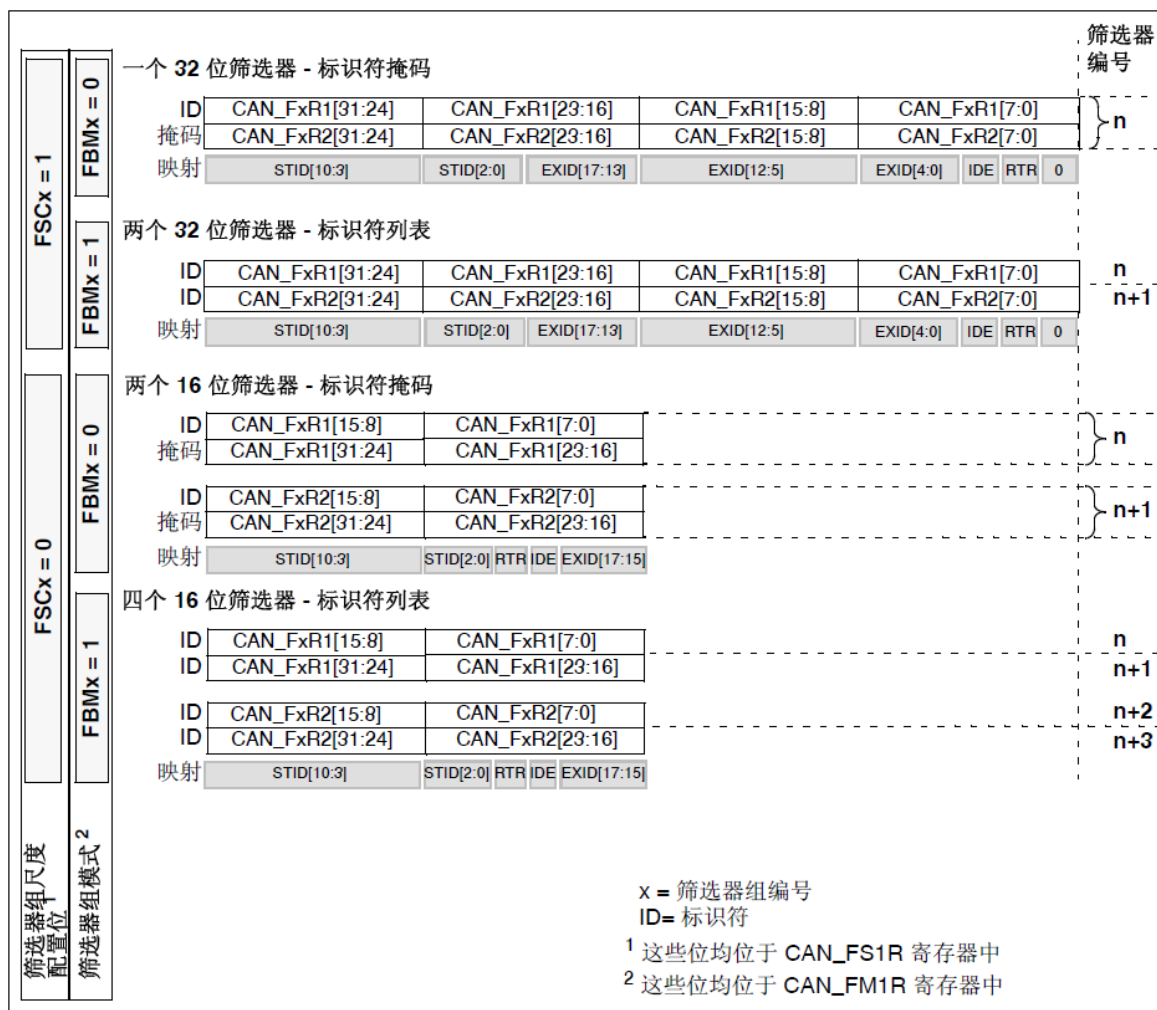 筛选器
编号
一个 32 位筛选器 - 标识符掩码
ID CAN_FxR1[31:24] CAN_FxR1[23:16] CAN_FxR1[15:8] CAN_FxR1[7:0] n
掩码 CAN_FxR2[31:24] CAN_FxR2[23:16] CAN_FxR2[15:8] CAN_FxR2[7:0]
映射 STID[10:3] STID[2:0] EXID[17:13] EXID[12:5] EXID[4:0] IDE RTR 0
FSCx = 1
FBMx = 0
两个 32 位筛选器 - 标识符列表
ID CAN_FxR1[31:24] CAN_FxR1[23:16] CAN_FxR1[15:8] CAN_FxR1[7:0] n
ID CAN_FxR2[31:24] CAN_FxR2[23:16] CAN_FxR2[15:8] CAN_FxR2[7:0] n+1
映射 STID[10:3] STID[2:0] EXID[17:13] EXID[12:5] EXID[4:0] IDE RTR 0
FBMx = 1
两个 16 位筛选器 - 标识符掩码
ID CAN_FxR1[15:8] CAN_FxR1[7:0] n
掩码 CAN_FxR1[31:24] CAN_FxR1[23:16]
ID CAN_FxR2[15:8] CAN_FxR2[7:0] n+1
掩码 CAN_FxR2[31:24] CAN_FxR2[23:16]
映射 STID[10:3] STID[2:0] RTR IDE EXID[17:15]
FSCx = 0
FBMx = 0
四个 16 位筛选器 - 标识符列表
ID CAN_FxR1[15:8] CAN_FxR1[7:0] n
ID CAN_FxR1[31:24] CAN_FxR1[23:16] n+1
ID CAN_FxR2[15:8] CAN_FxR2[7:0] n+2
ID CAN_FxR2[31:24] CAN_FxR2[23:16] n+3
映射 STID[10:3] STID[2:0] RTR IDE EXID[17:15]
FBMx = 1
筛选器组尺度
配置位 1
筛选器组模式 2
x = 筛选器组编号
ID= 标识符
1 这些位均位于 CAN_FS1R 寄存器中
2 这些位均位于 CAN_FM1R 寄存器中